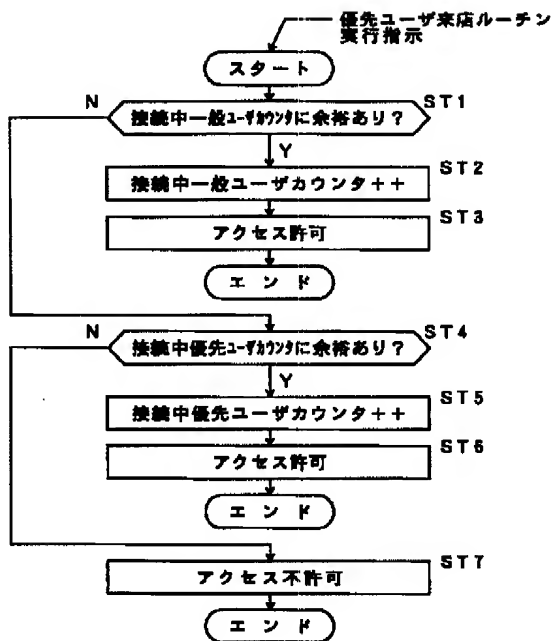 優先ユーザ来店ルーチン
実行指示
スタート
N
接続中一般ユーザカウンタに余裕あり？
ST1
Y
接続中一般ユーザカウンタ++
ST2
アクセス許可
ST3
エンド
N
接続中優先ユーザカウンタに余裕あり？
ST4
Y
接続中優先ユーザカウンタ++
ST5
アクセス許可
ST6
エンド
アクセス不許可
ST7
エンド